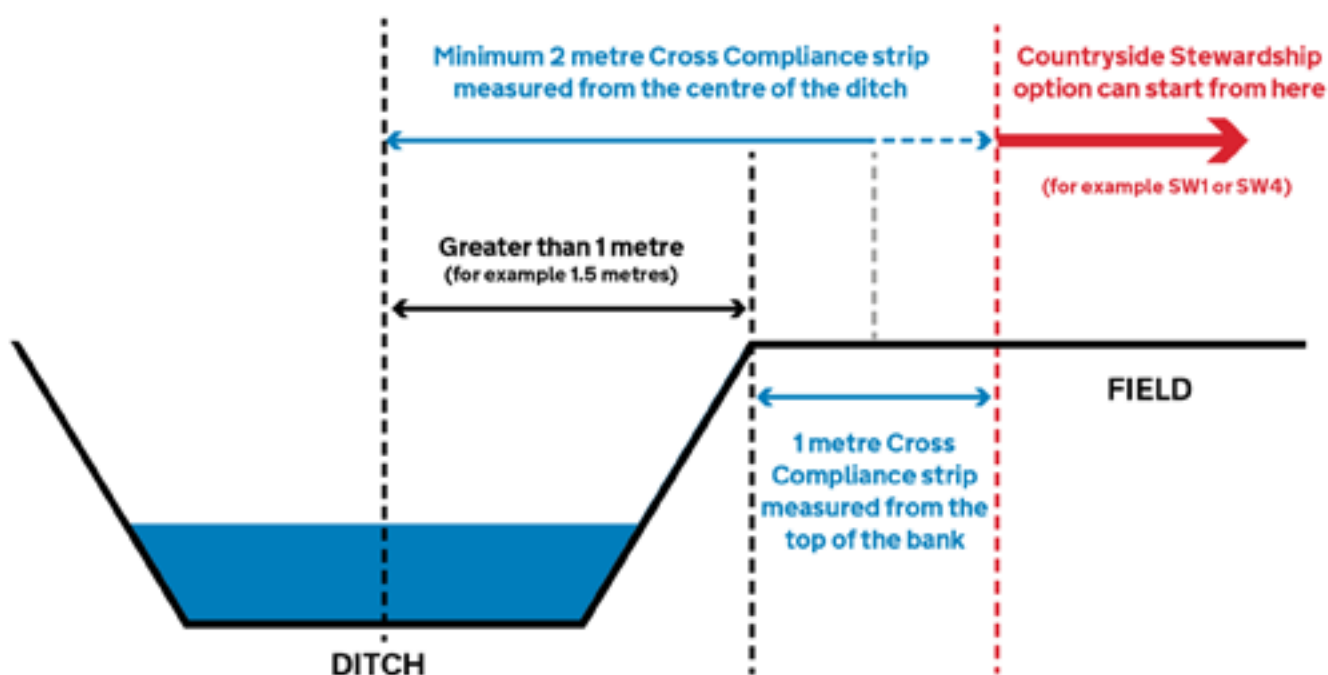 Minimum 2 metre Cross Compliance strip
measured from the centre of the ditch
Countryside Stewardship
option can start from here
(for example SW1 or SW4)
Greater than 1 metre
(for example 1.5 metres)
FIELD
1 metre Cross
Compliance strip
measured from the
top of the bank
DITCH